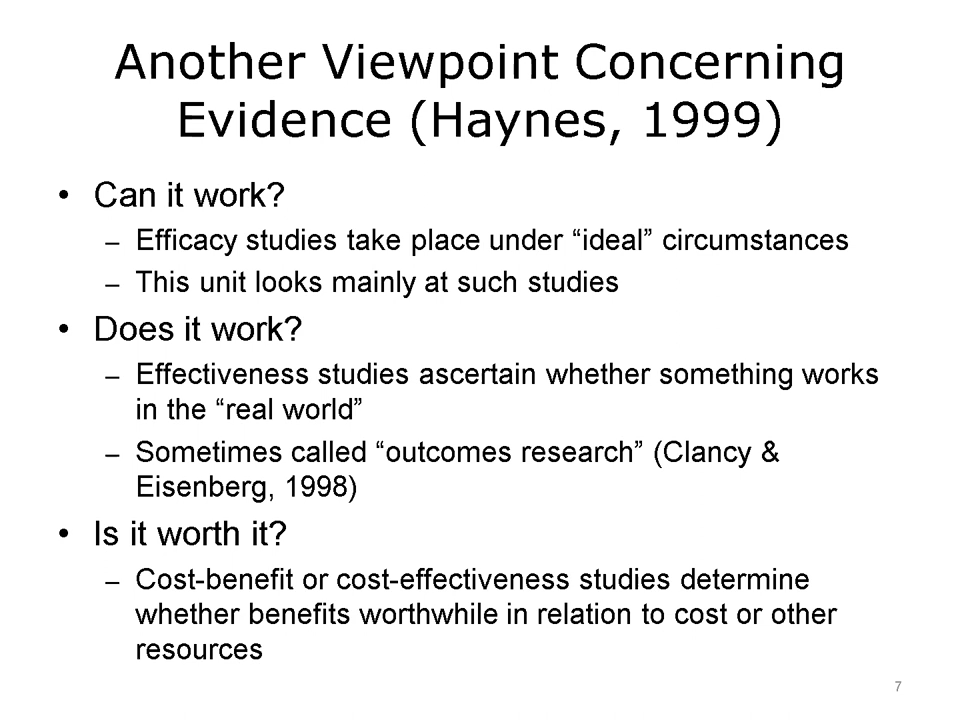 Another Viewpoint Concerning
Evidence (Haynes, 1999)
• Can it work?
– Efficacy studies take place under “ideal” circumstances
– This unit looks mainly at such studies
• Does it work?
– Effectiveness studies ascertain whether something works
in the “real world”
– Sometimes called “outcomes research” (Clancy &
Eisenberg, 1998)
• Is it worth it?
– Cost-benefit or cost-effectiveness studies determine
whether benefits worthwhile in relation to cost or other
resources
7